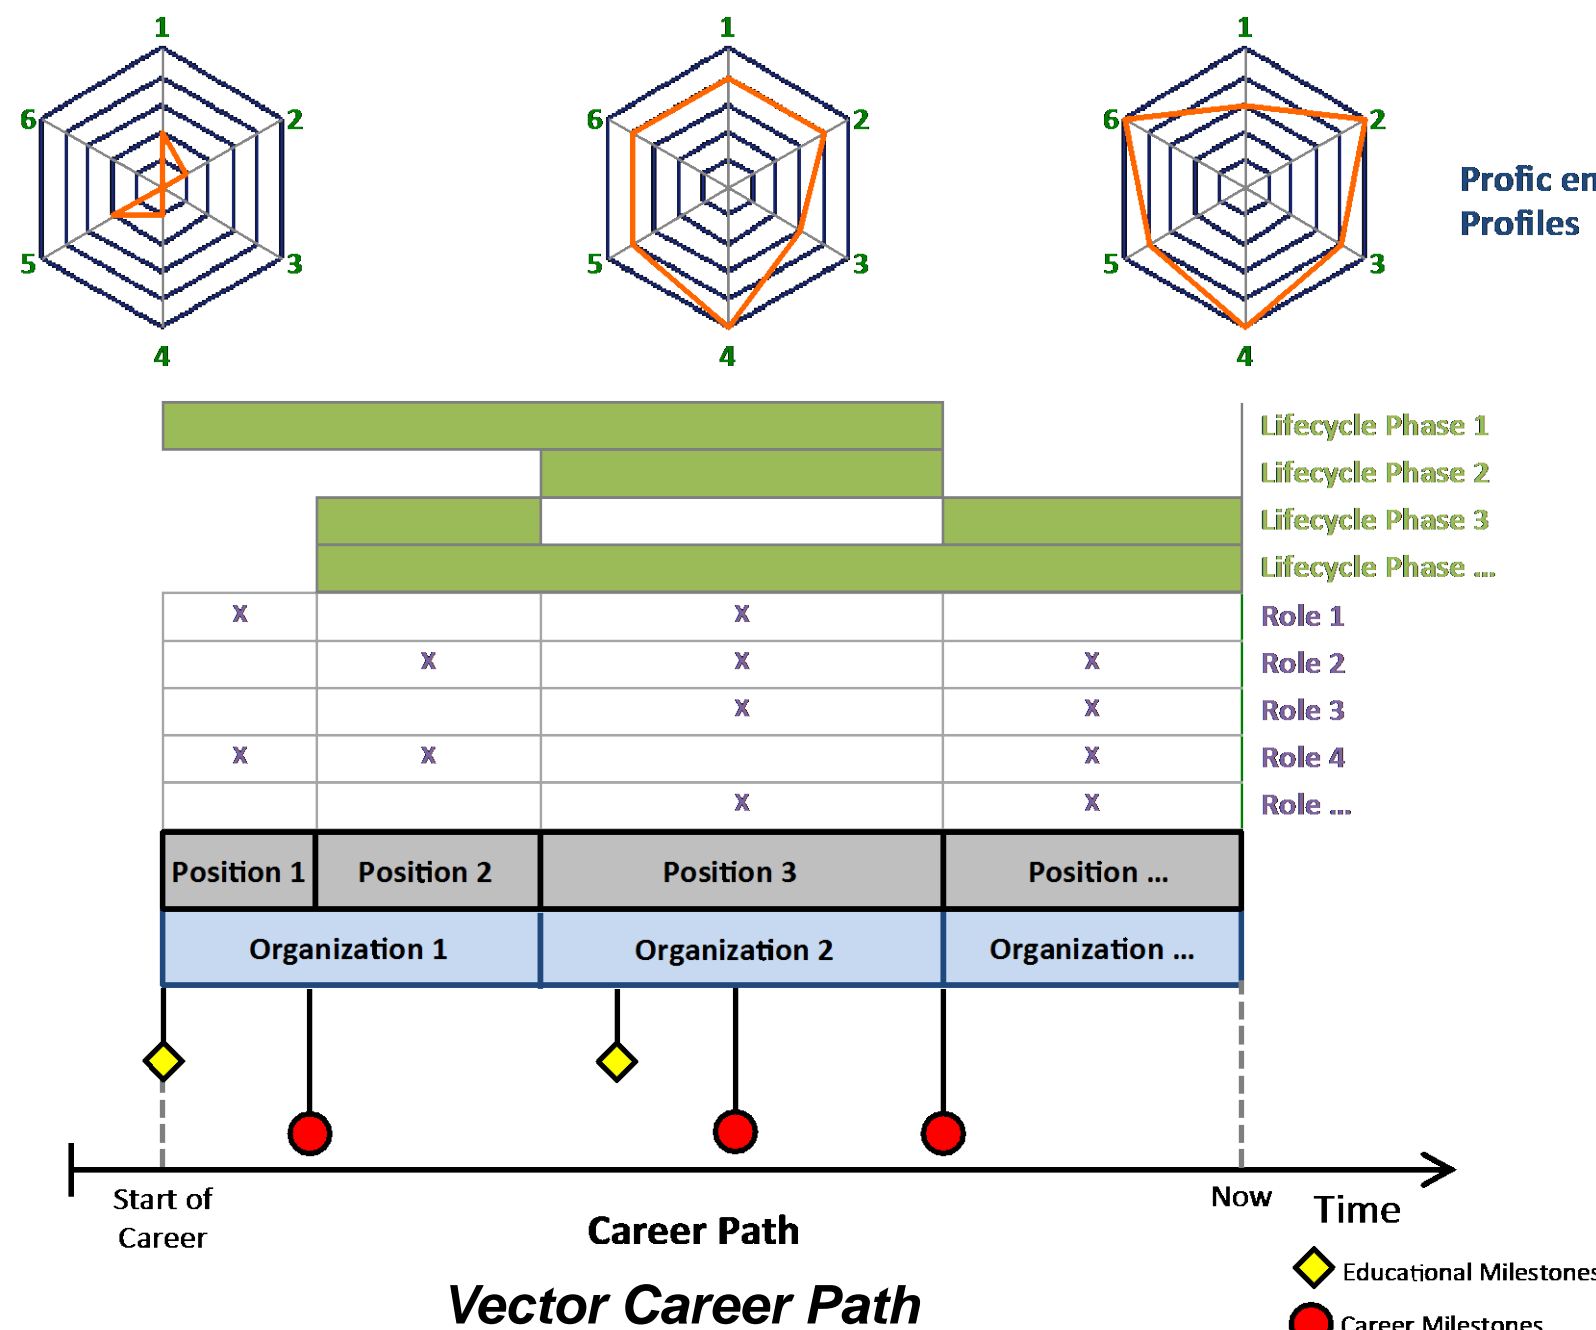 1
1
1
6
2
6
2
6
2
Profic en
Profiles
5
3
5
3
5
3
4
4
4
Lifecycle Phase 1
Lifecycle Phase 2
Lifecycle Phase 3
Lifecycle Phase ...
X X Role 1
X X X Role 2
X X Role 3
X X X Role 4
X X Role ...
Position 1 Position 2 Position 3 Position ...
Organization 1 Organization 2 Organization ...
Start of
Career
Now
Time
Career Path
Educational Milestones
Vector Career Path
Career Milestones